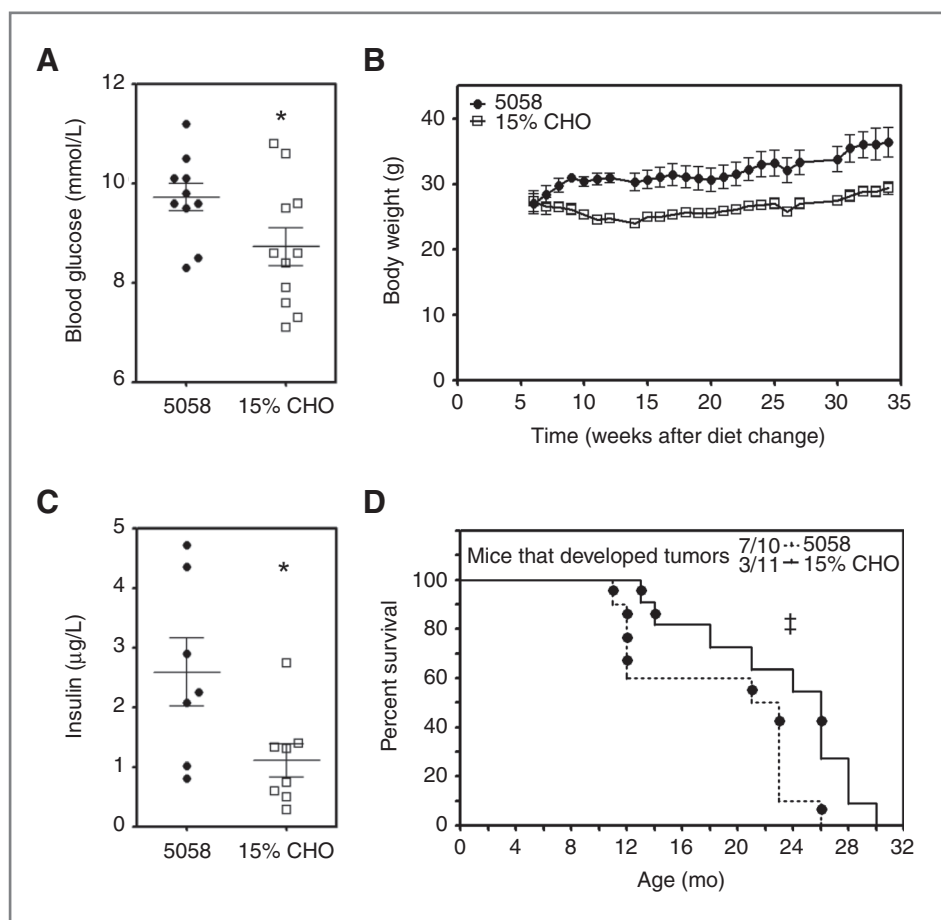 A
Blood glucose (mmol/L)
12
10
8
6
*
5058
15% CHO
B
Body weight (g)
40
30
20
10
0
5058
15% CHO
0 5 10 15 20 25 30 35
Time (weeks after diet change)
C
Insulin (μg/L)
5
4
3
2
1
0
*
5058
15% CHO
D
Percent survival
100
80
60
40
20
0
Mice that developed tumors
7/10 5058
3/11 15% CHO
‡
0 4 8 12 16 20 24 28 32
Age (mo)